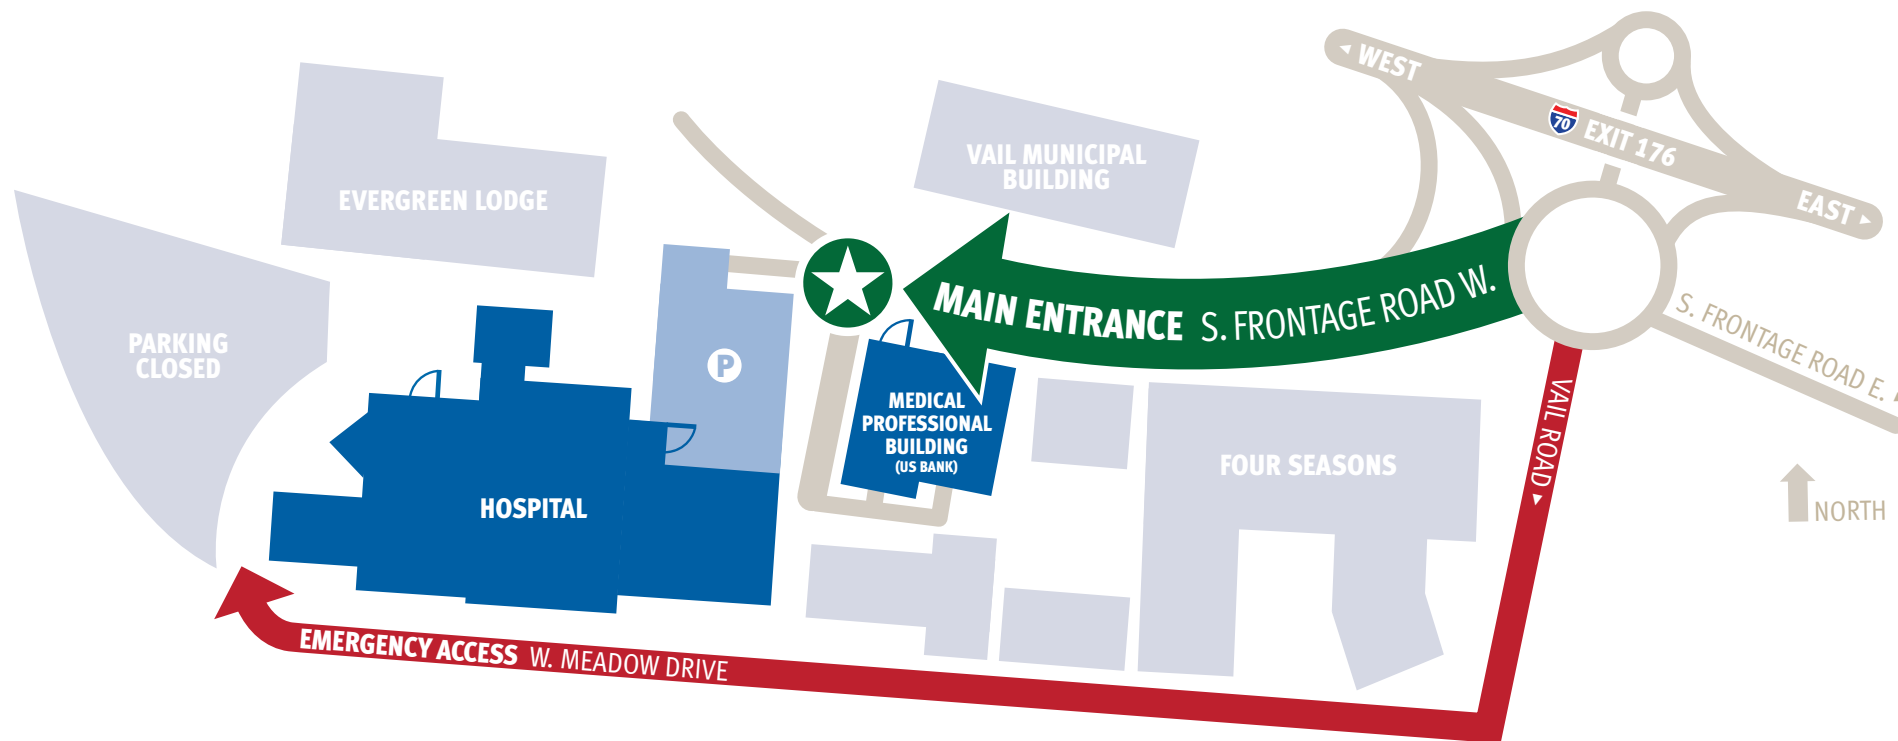 ◄ WEST
70
EXIT 176
EAST ►
VAIL MUNICIPAL
BUILDING
EVERGREEN LODGE
MAIN ENTRANCE S. FRONTAGE ROAD W.
S. FRONTAGE ROAD E.
PARKING
CLOSED
P
MEDICAL
PROFESSIONAL
BUILDING
(US BANK)
FOUR SEASONS
VAIL ROAD ▼
HOSPITAL
NORTH
EMERGENCY ACCESS W. MEADOW DRIVE